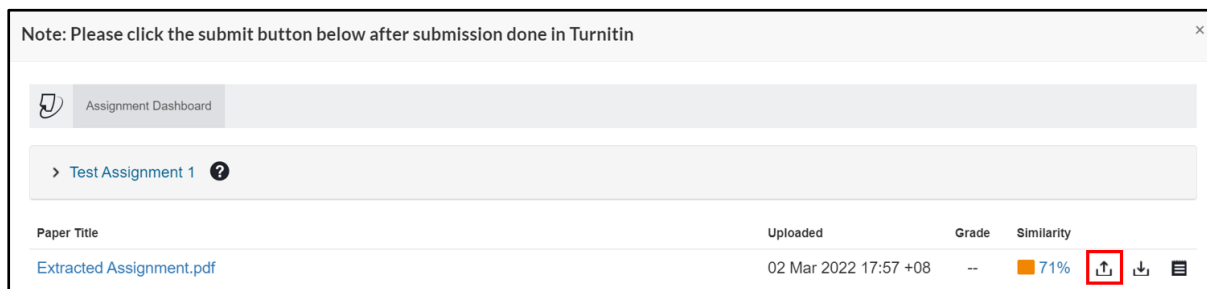 Note: Please click the submit button below after submission done in Turnitin
×
Assignment Dashboard
> Test Assignment 1 ?
Paper Title Uploaded Grade Similarity
Extracted Assignment.pdf 02 Mar 2022 17:57 +08 -- 71%